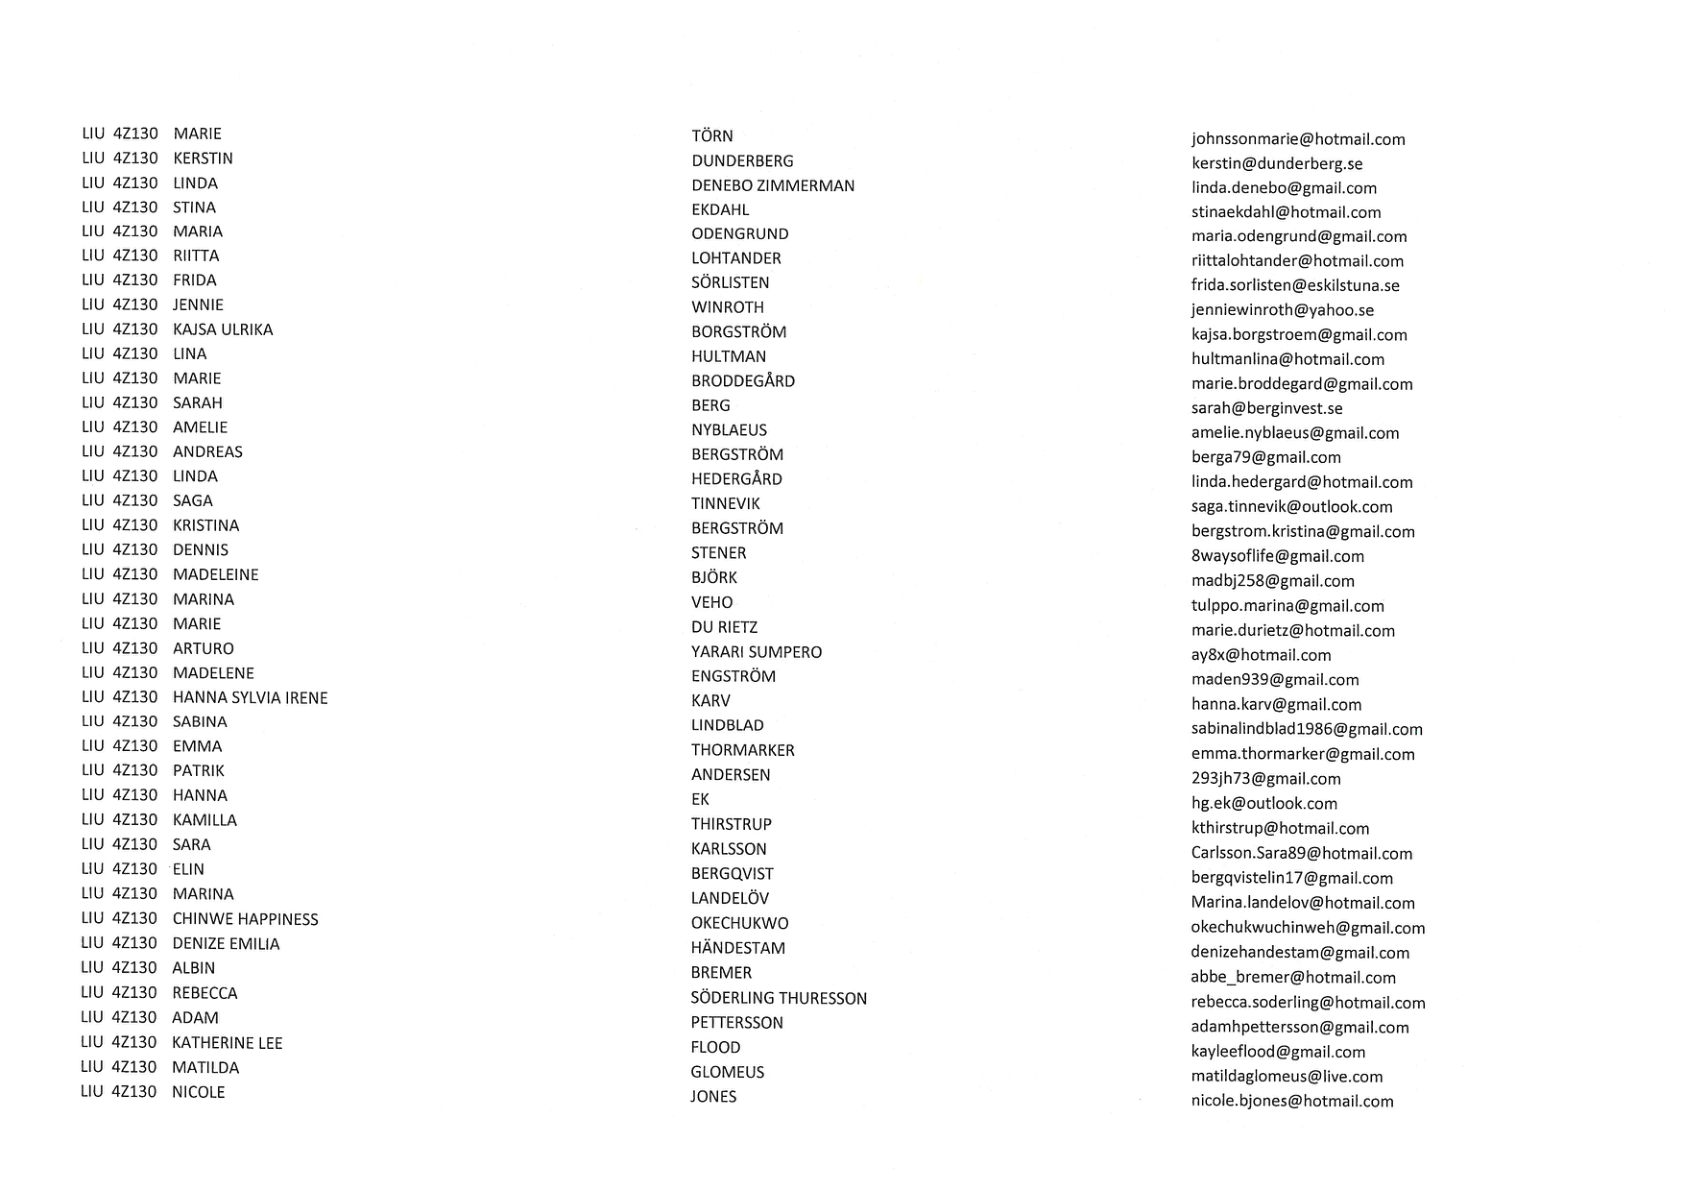 LIU 4Z130 MARIE TÖRN johnssonmarie@hotmail.com
LIU 4Z130 KERSTIN DUNDERBERG kerstin@dunderberg.se
LIU 4Z130 LINDA DENEBO ZIMMERMAN linda.denebo@gmail.com
LIU 4Z130 STINA EKDAHL stinaekdahl@hotmail.com
LIU 4Z130 MARIA ODENGRUND maria.odengrund@gmail.com
LIU 4Z130 RIITTA LOHTANDER riittalohtander@hotmail.com
LIU 4Z130 FRIDA SÖRLISTEN frida.sorlisten@eskilstuna.se
LIU 4Z130 JENNIE WINROTH jenniewinroth@yahoo.se
LIU 4Z130 KAJSA ULRIKA BORGSTRÖM kajsa.borgstroem@gmail.com
LIU 4Z130 LINA HULTMAN hultmanlina@hotmail.com
LIU 4Z130 MARIE BRODDEGÅRD marie.broddegard@gmail.com
LIU 4Z130 SARAH BERG sarah@berginvest.se
LIU 4Z130 AMELIE NYBLAEUS amelie.nyblaeus@gmail.com
LIU 4Z130 ANDREAS BERGSTRÖM berga79@gmail.com
LIU 4Z130 LINDA HEDERGÅRD linda.hedergard@hotmail.com
LIU 4Z130 SAGA TINNEVIK saga.tinnevik@outlook.com
LIU 4Z130 KRISTINA BERGSTRÖM bergstrom.kristina@gmail.com
LIU 4Z130 DENNIS STENER 8waysoflife@gmail.com
LIU 4Z130 MADELEINE BJÖRK madbj258@gmail.com
LIU 4Z130 MARINA VEHO tulppo.marina@gmail.com
LIU 4Z130 MARIE DU RIETZ marie.durietz@hotmail.com
LIU 4Z130 ARTURO YARARI SUMPERO ay8x@hotmail.com
LIU 4Z130 MADELENE ENGSTRÖM maden939@gmail.com
LIU 4Z130 HANNA SYLVIA IRENE KARV hanna.karv@gmail.com
LIU 4Z130 SABINA LINDBLAD sabinalindblad1986@gmail.com
LIU 4Z130 EMMA THORMARKER emma.thormarker@gmail.com
LIU 4Z130 PATRIK ANDERSEN 293jh73@gmail.com
LIU 4Z130 HANNA EK hg.ek@outlook.com
LIU 4Z130 KAMILLA THIRSTRUP kthirstrup@hotmail.com
LIU 4Z130 SARA KARLSSON Carlsson.Sara89@hotmail.com
LIU 4Z130 ELIN BERGQVIST bergqvistelin17@gmail.com
LIU 4Z130 MARINA LANDELÖV Marina.landelov@hotmail.com
LIU 4Z130 CHINWE HAPPINESS OKECHUKWO okechukwuchinweh@gmail.com
LIU 4Z130 DENIZE EMILIA HÄNDESTAM denizehandestam@gmail.com
LIU 4Z130 ALBIN BREMER abbe_bremer@hotmail.com
LIU 4Z130 REBECCA SÖDERLING THURESSON rebecca.soderling@hotmail.com
LIU 4Z130 ADAM PETTERSSON adamhpettersson@gmail.com
LIU 4Z130 KATHERINE LEE FLOOD kayleeflood@gmail.com
LIU 4Z130 MATILDA GLOMEUS matildaglomeus@live.com
LIU 4Z130 NICOLE JONES nicole.bjones@hotmail.com